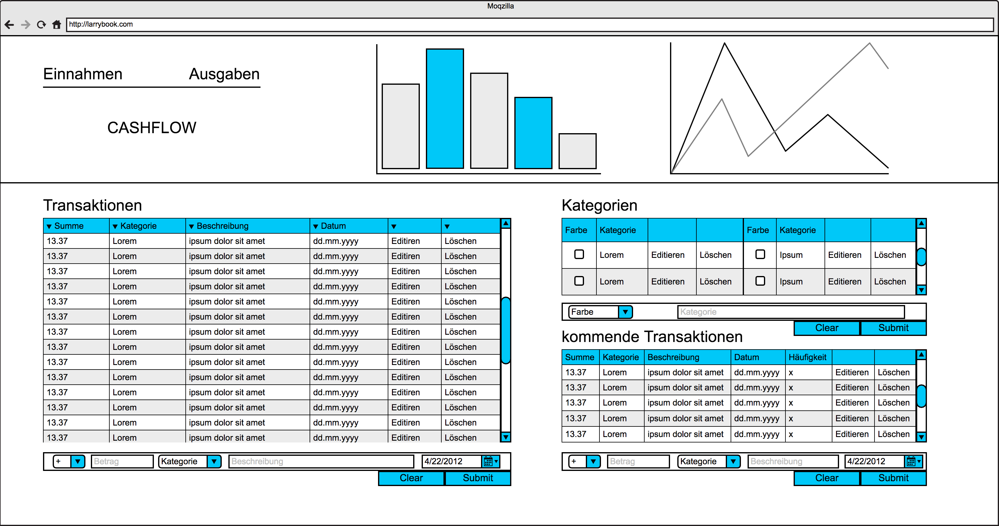 Moqzilla
http://larrybook.com
Einnahmen Ausgaben
CASHFLOW
Transaktionen
Summe Kategorie Beschreibung Datum
13.37 Lorem ipsum dolor sit amet dd.mm.yyyy Editiren Löschen
13.37 Lorem ipsum dolor sit amet dd.mm.yyyy Editiren Löschen
13.37 Lorem ipsum dolor sit amet dd.mm.yyyy Editiren Löschen
13.37 Lorem ipsum dolor sit amet dd.mm.yyyy Editiren Löschen
13.37 Lorem ipsum dolor sit amet dd.mm.yyyy Editiren Löschen
13.37 Lorem ipsum dolor sit amet dd.mm.yyyy Editiren Löschen
13.37 Lorem ipsum dolor sit amet dd.mm.yyyy Editiren Löschen
13.37 Lorem ipsum dolor sit amet dd.mm.yyyy Editiren Löschen
13.37 Lorem ipsum dolor sit amet dd.mm.yyyy Editiren Löschen
13.37 Lorem ipsum dolor sit amet dd.mm.yyyy Editiren Löschen
13.37 Lorem ipsum dolor sit amet dd.mm.yyyy Editiren Löschen
13.37 Lorem ipsum dolor sit amet dd.mm.yyyy Editiren Löschen
13.37 Lorem ipsum dolor sit amet dd.mm.yyyy Editiren Löschen
13.37 Lorem ipsum dolor sit amet dd.mm.yyyy Editiren Löschen
+ Betrag Kategorie Beschreibung 4/22/2012
Clear Submit
Kategorien
Farbe Kategorie Farbe Kategorie
Lorem Editieren Löschen Ipsum Editieren Löschen
Lorem Editieren Löschen Ipsum Editieren Löschen
Farbe Kategorie
Clear Submit
kommende Transaktionen
Summe Kategorie Beschreibung Datum Häufigkeit
13.37 Lorem ipsum dolor sit amet dd.mm.yyyy x Editieren Löschen
13.37 Lorem ipsum dolor sit amet dd.mm.yyyy x Editieren Löschen
13.37 Lorem ipsum dolor sit amet dd.mm.yyyy x Editieren Löschen
13.37 Lorem ipsum dolor sit amet dd.mm.yyyy x Editieren Löschen
13.37 Lorem ipsum dolor sit amet dd.mm.yyyy x Editieren Löschen
+ Betrag Kategorie Beschreibung 4/22/2012
Clear Submit